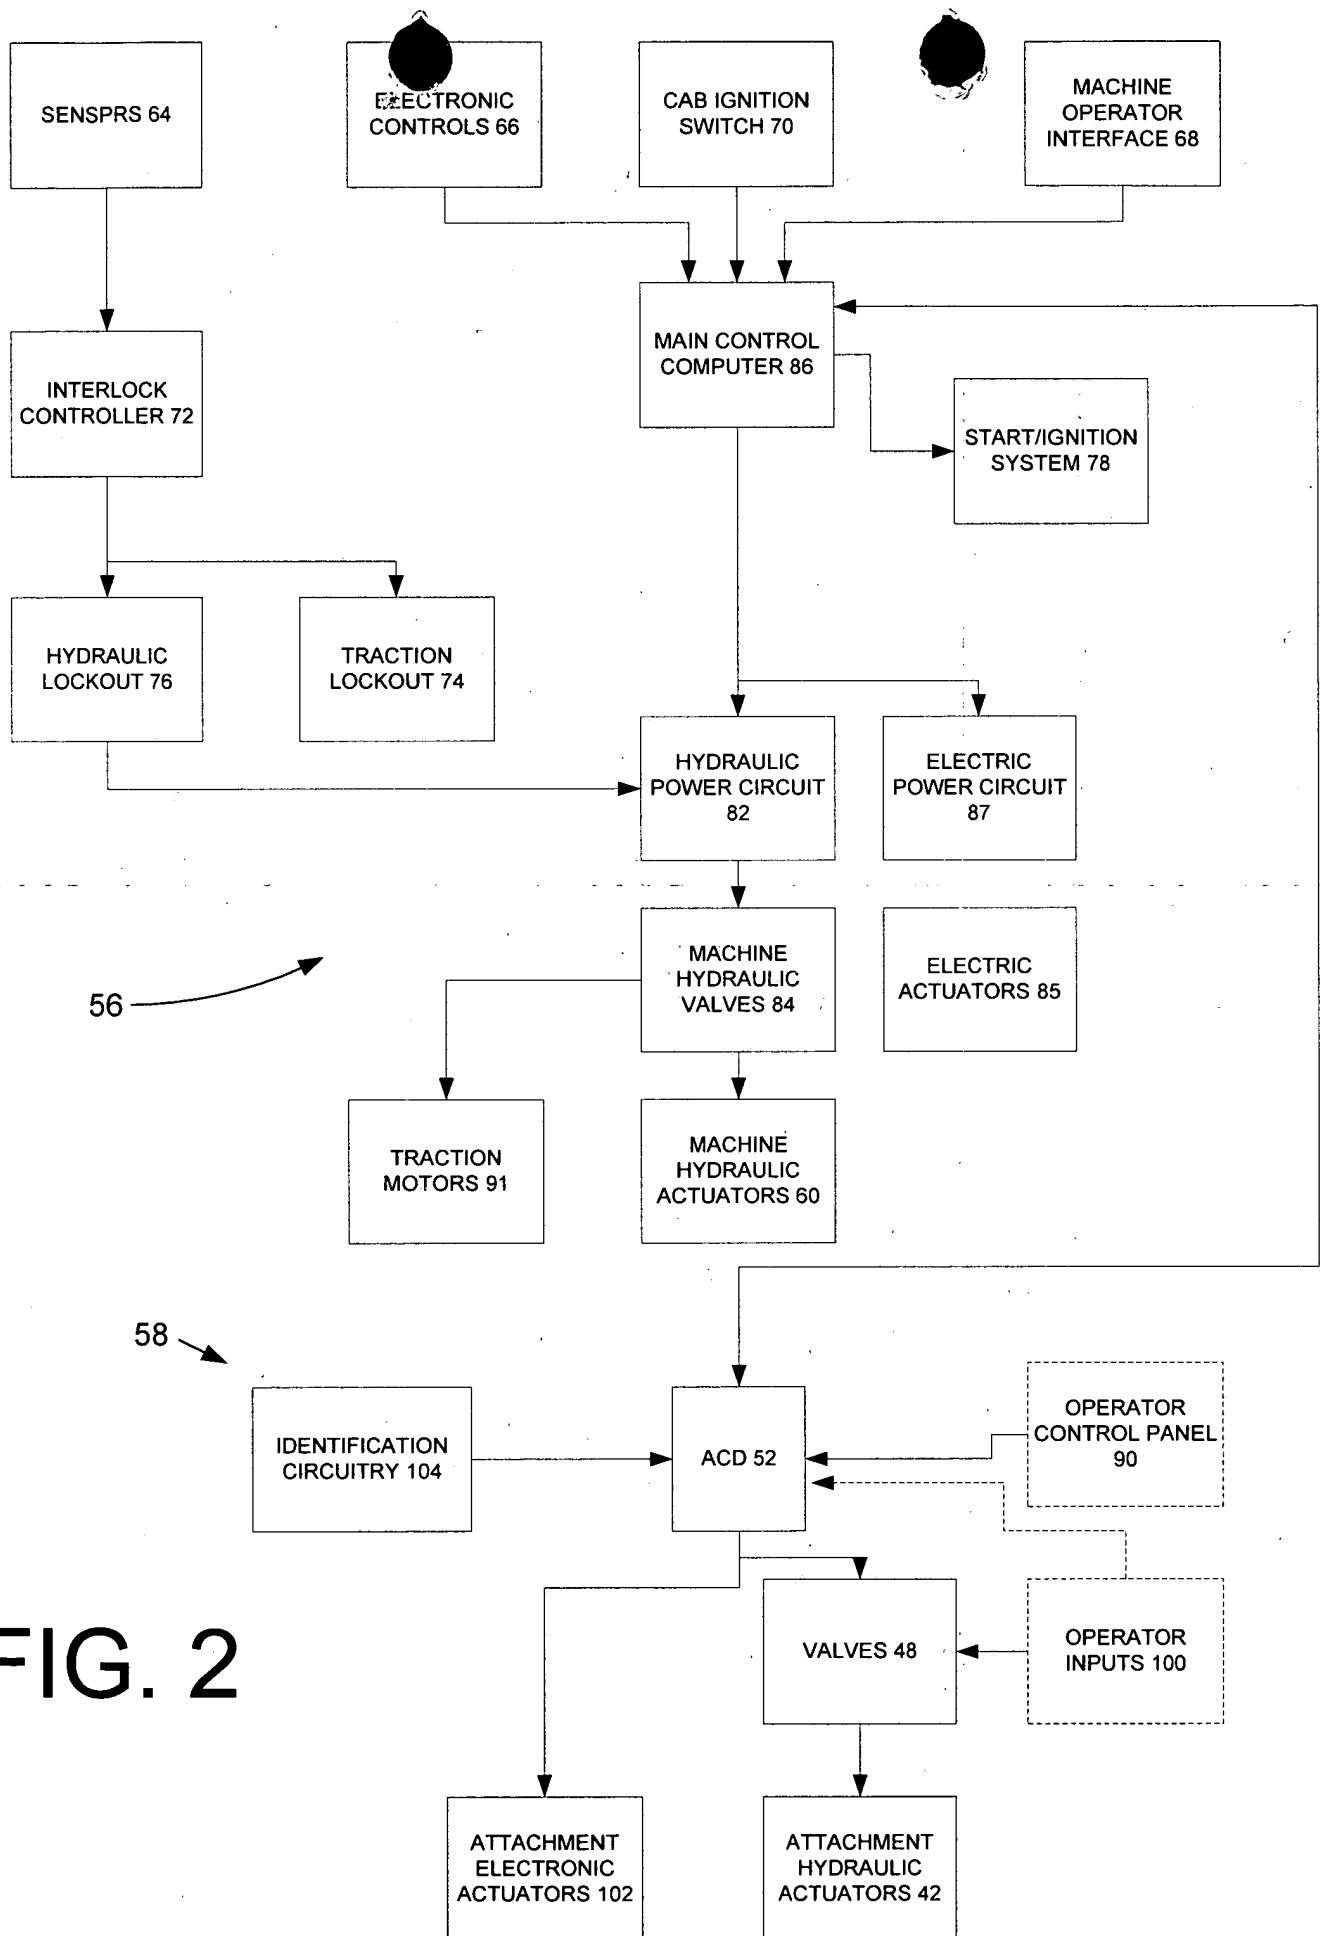 SENSPRS 64
ELECTRONIC
CONTROLS 66
CAB IGNITION
SWITCH 70
MACHINE
OPERATOR
INTERFACE 68
MAIN CONTROL
COMPUTER 86
INTERLOCK
CONTROLLER 72
START/IGNITION
SYSTEM 78
HYDRAULIC
LOCKOUT 76
TRACTION
LOCKOUT 74
HYDRAULIC
POWER CIRCUIT
82
ELECTRIC
POWER CIRCUIT
87
56
MACHINE
HYDRAULIC
VALVES 84
ELECTRIC
ACTUATORS 85
TRACTION
MOTORS 91
MACHINE
HYDRAULIC
ACTUATORS 60
58
IDENTIFICATION
CIRCUITRY 104
ACD 52
OPERATOR
CONTROL PANEL
90
FIG. 2
VALVES 48
OPERATOR
INPUTS 100
ATTACHMENT
ELECTRONIC
ACTUATORS 102
ATTACHMENT
HYDRAULIC
ACTUATORS 42